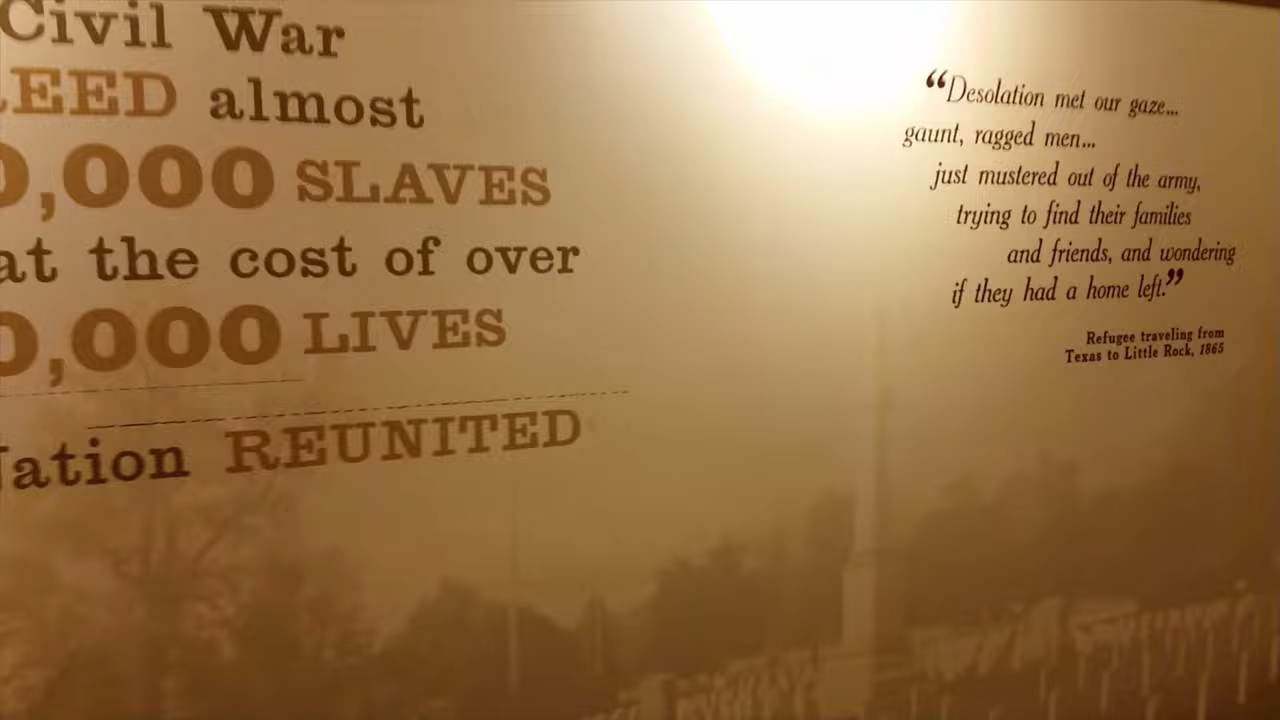 Civil War
EED almost
0,000 SLAVES
at the cost of over
0,000 LIVES
ation REUNITED
“Desolation met our gaze...
gaunt, ragged men...
just mustered out of the army,
trying to find their families
and friends, and wondering
if they had a home left.”
Refugee traveling from
Texas to Little Rock, 1865